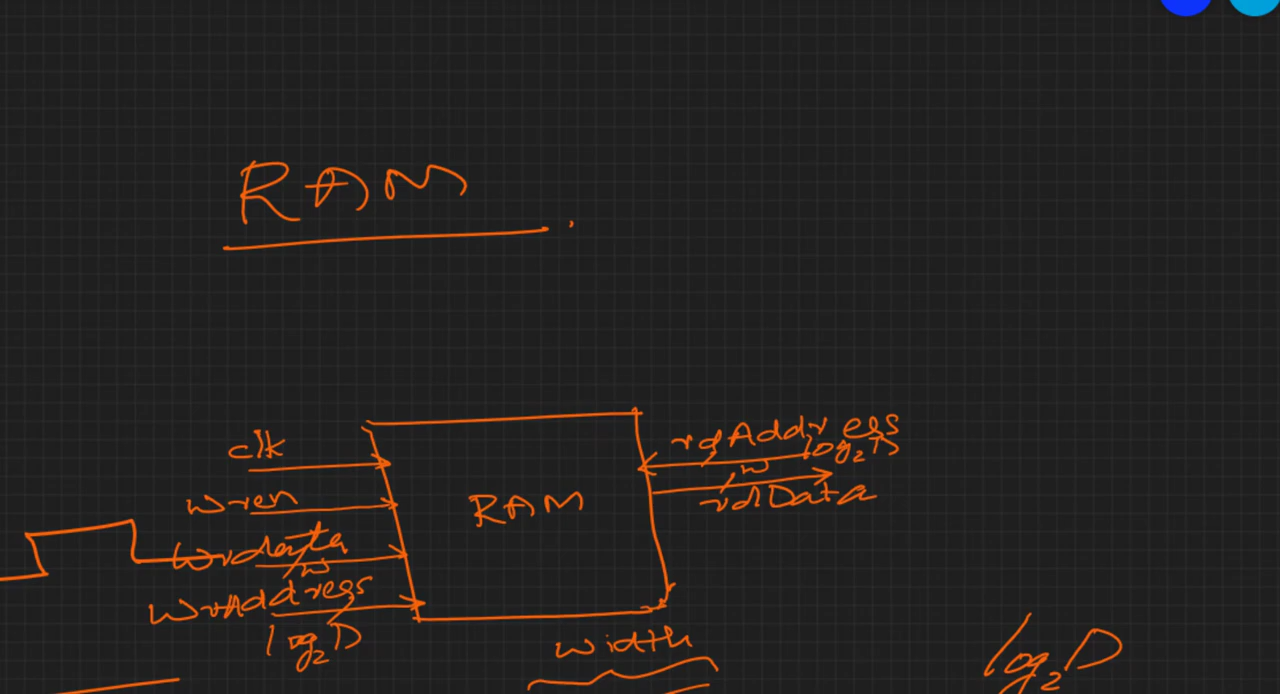 RAM
clk
wren
wrdata
w
wrAddress
log2D
RAM
rdAddress
log2D
w
rdData
width
log2D